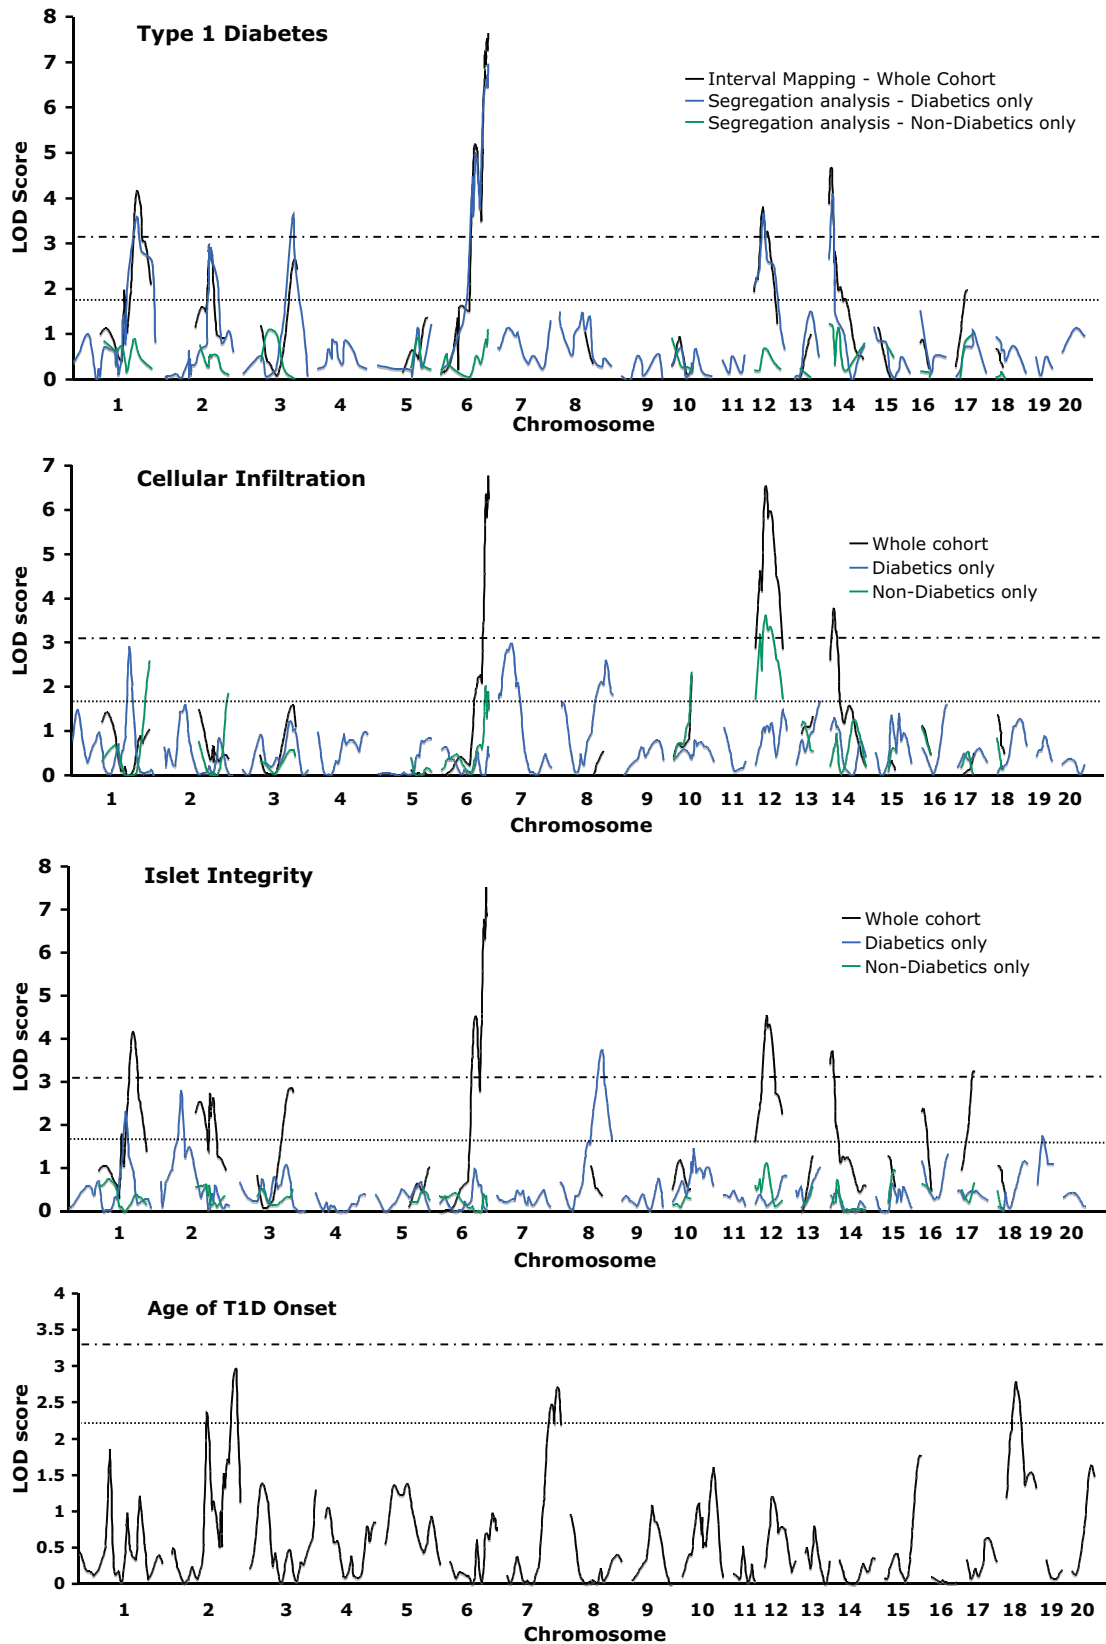 Type 1 Diabetes
LOD Score
8
7
6
5
4
3
2
1
0
Interval Mapping - Whole Cohort
Segregation analysis - Diabetics only
Segregation analysis - Non-Diabetics only
1 2 3 4 5 6 7 8 9 10 11 12 13 14 15 16 17 18 19 20
Chromosome
Cellular Infiltration
LOD score
7
6
5
4
3
2
1
0
Whole cohort
Diabetics only
Non-Diabetics only
1 2 3 4 5 6 7 8 9 10 11 12 13 14 15 16 17 18 19 20
Chromosome
Islet Integrity
LOD score
8
7
6
5
4
3
2
1
0
Whole cohort
Diabetics only
Non-Diabetics only
1 2 3 4 5 6 7 8 9 10 11 12 13 14 15 16 17 18 19 20
Chromosome
Age of T1D Onset
LOD score
4
3.5
3
2.5
2
1.5
1
0.5
0
1 2 3 4 5 6 7 8 9 10 11 12 13 14 15 16 17 18 19 20
Chromosome